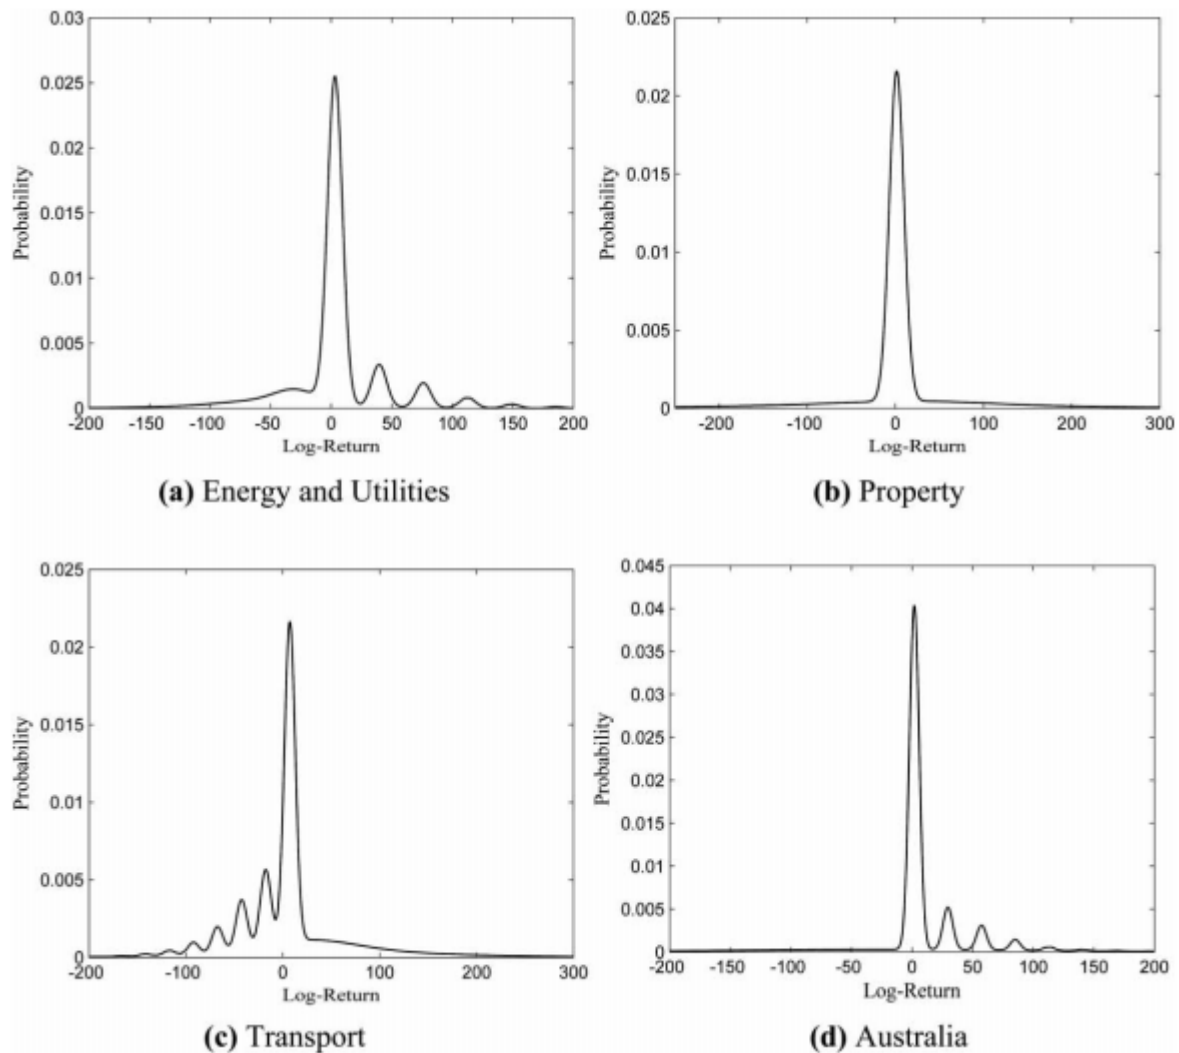 0.03
0.025
0.02
0.015
0.01
0.005
0
-200 -150 -100 -50 0 50 100 150 200
Probability
Log-Return
(a) Energy and Utilities
0.025
0.02
0.015
0.01
0.005
0
-200 -100 0 100 200 300
Probability
Log-Return
(b) Property
0.025
0.02
0.015
0.01
0.005
0
-200 -100 0 100 200 300
Probability
Log-Return
(c) Transport
0.045
0.04
0.035
0.03
0.025
0.02
0.015
0.01
0.005
0
-200 -150 -100 -50 0 50 100 150 200
Probability
Log-Return
(d) Australia